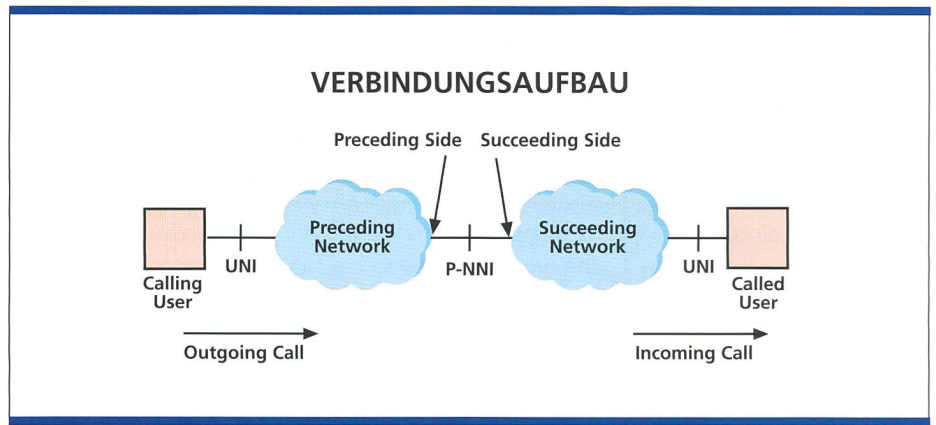 VERBINDUNGSAUFBAU
Preceding Side
Succeeding Side
Preceding
Network
Succeeding
Network
UNI
P-NNI
UNI
Calling
User
Called
User
Outgoing Call
Incoming Call